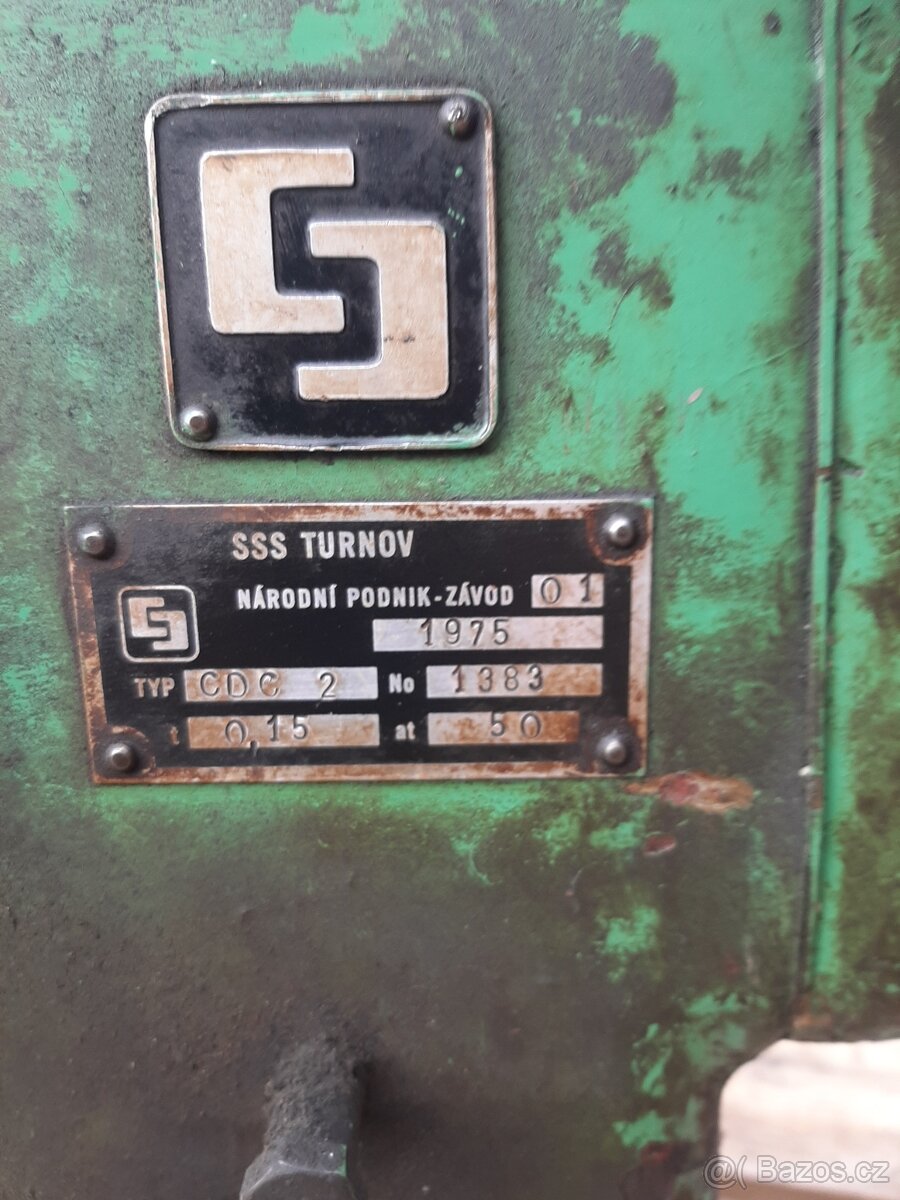 SSS TURNOV
NÁRODNÍ PODNIK-ZÁVOD 01
1975
TYP CDC 2 No 1383
t 0,15 at 50
@( Bazos.cz